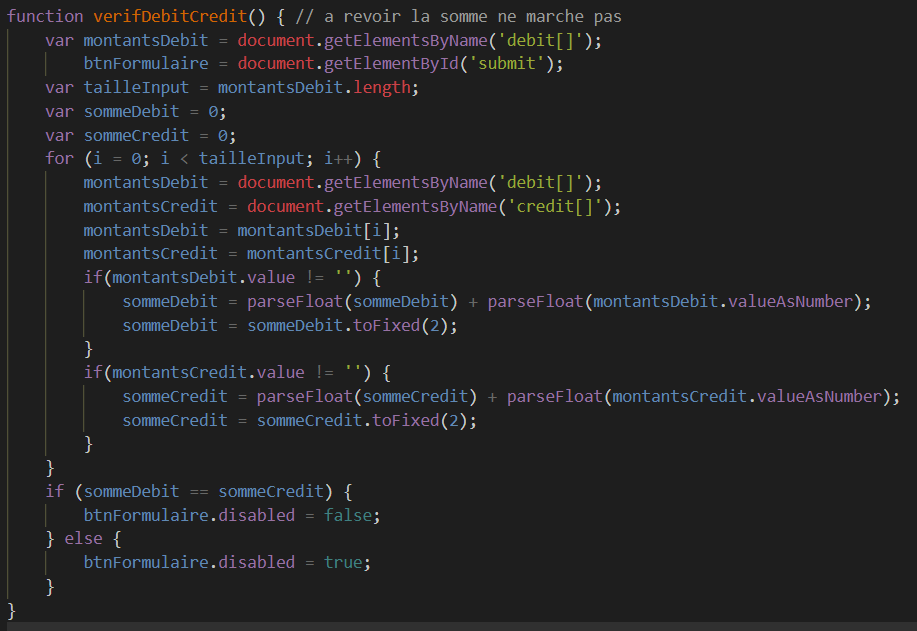 function verifDebitCredit() { // a revoir la somme ne marche pas
    var montantsDebit = document.getElementsByName('debit[]');
        btnFormulaire = document.getElementById('submit');
    var tailleInput = montantsDebit.length;
    var sommeDebit = 0;
    var sommeCredit = 0;
    for (i = 0; i < tailleInput; i++) {
        montantsDebit = document.getElementsByName('debit[]');
        montantsCredit = document.getElementsByName('credit[]');
        montantsDebit = montantsDebit[i];
        montantsCredit = montantsCredit[i];
        if(montantsDebit.value != '') {
            sommeDebit = parseFloat(sommeDebit) + parseFloat(montantsDebit.valueAsNumber);
            sommeDebit = sommeDebit.toFixed(2);
        }
        if(montantsCredit.value != '') {
            sommeCredit = parseFloat(sommeCredit) + parseFloat(montantsCredit.valueAsNumber);
            sommeCredit = sommeCredit.toFixed(2);
        }
    }
    if (sommeDebit == sommeCredit) {
        btnFormulaire.disabled = false;
    } else {
        btnFormulaire.disabled = true;
    }
}